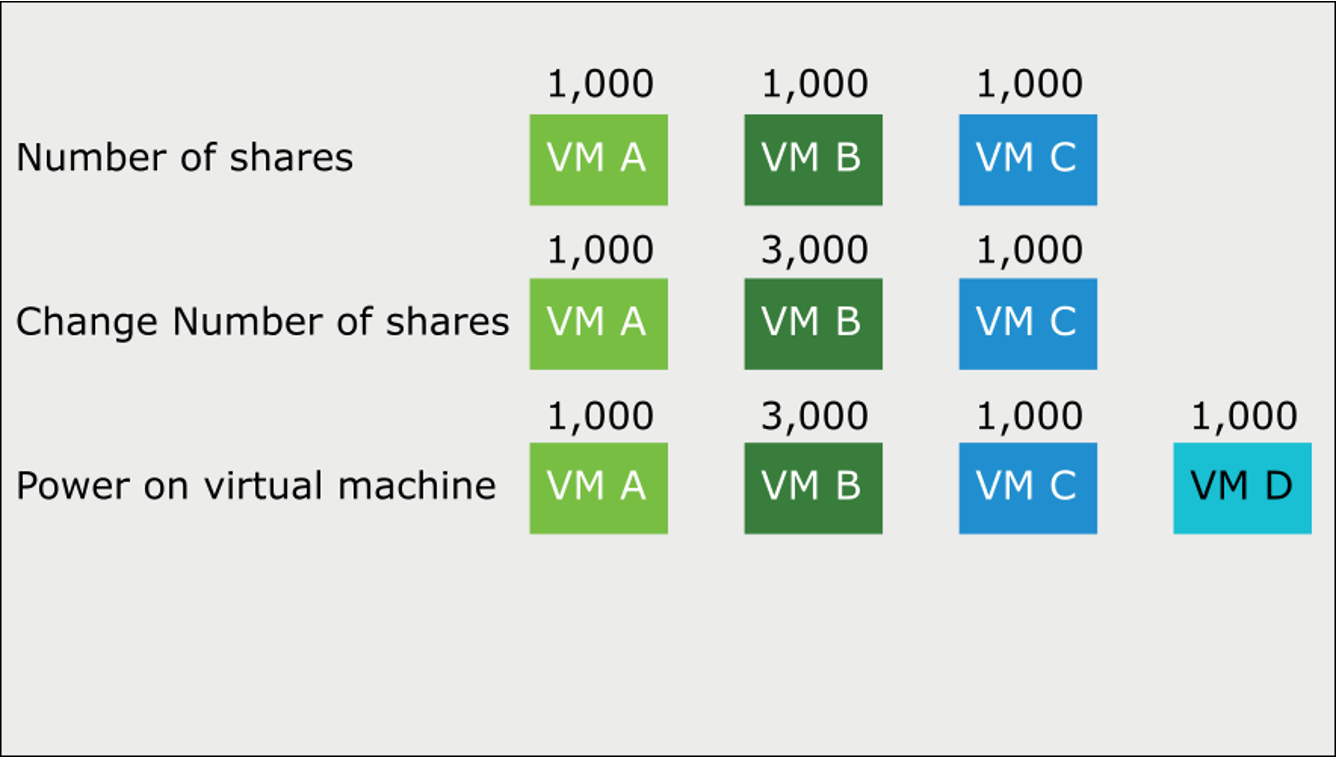 1,000 1,000 1,000
Number of shares VM A VM B VM C
1,000 3,000 1,000
Change Number of shares VM A VM B VM C
1,000 3,000 1,000 1,000
Power on virtual machine VM A VM B VM C VM D